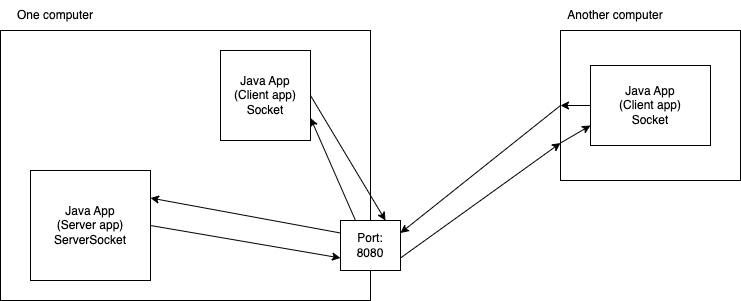 One computer
Another computer
Java App
(Client app)
Socket
Java App
(Client app)
Socket
Java App
(Server app)
ServerSocket
Port:
8080